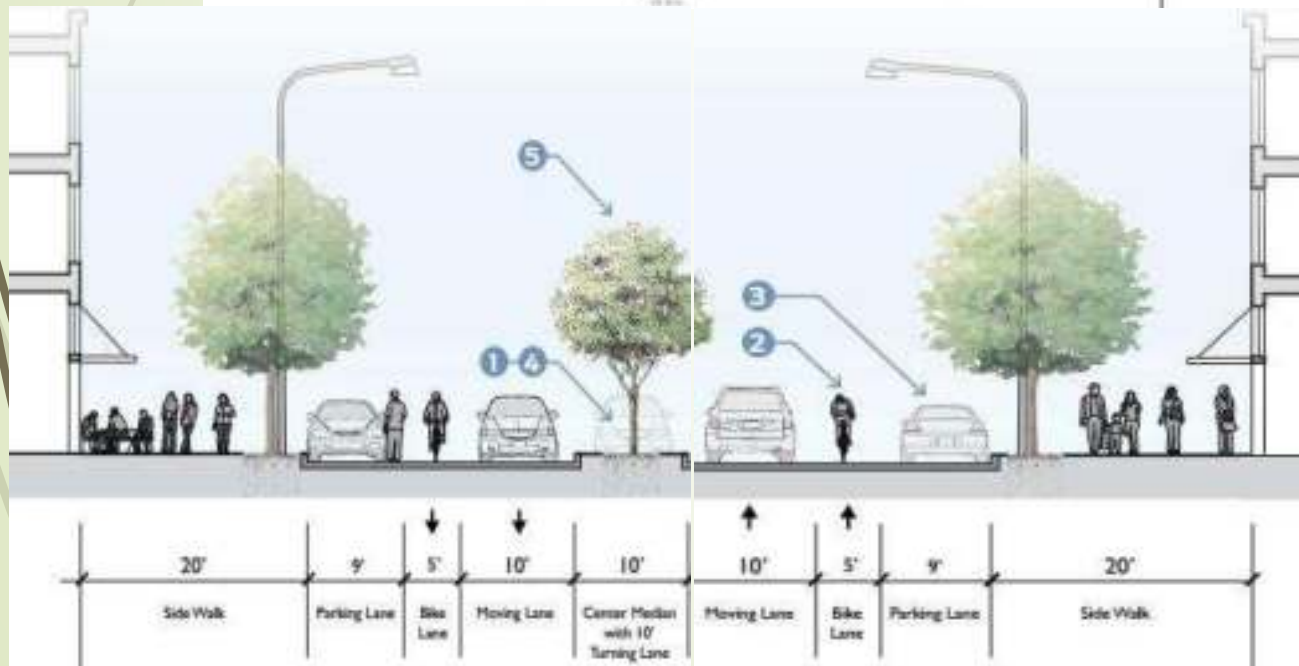 5
3
2
1 4
20' 9' 5' 10' 10' 10' 5' 9' 20'
Side Walk Parking Lane Bike Lane Moving Lane Center Median with 10' Turning Lane Moving Lane Bike Lane Parking Lane Side Walk